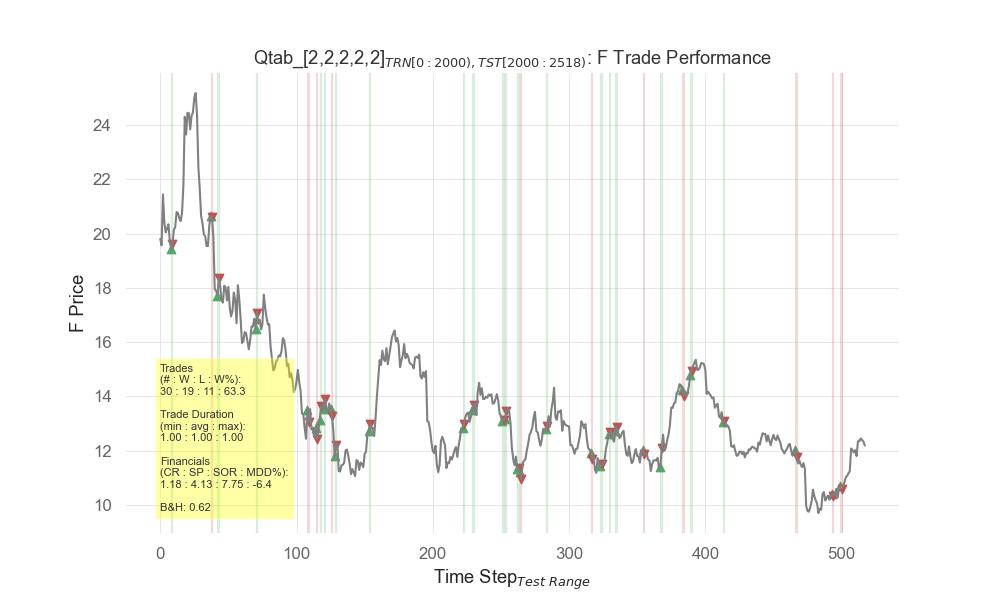 Qtab_[2,2,2,2,2]TRN[0 : 2000), TST[2000 : 2518): F Trade Performance
F Price
24
22
20
18
16
14
12
10
Trades
(# : W : L : W%):
30 : 19 : 11 : 63.3
Trade Duration
(min : avg : max):
1.00 : 1.00 : 1.00
Financials
(CR : SP : SOR : MDD%):
1.18 : 4.13 : 7.75 : -6.4
B&H: 0.62
0 100 200 300 400 500
Time StepTest Range